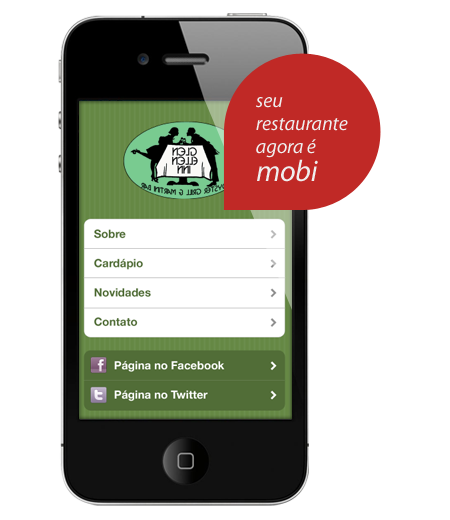 seu
restaurante
agora é
mobi
GLEN
ELLEN
INN
OYSTER GRILL & MARTINI BAR
Sobre
Cardápio
Novidades
Contato
Página no Facebook
Página no Twitter